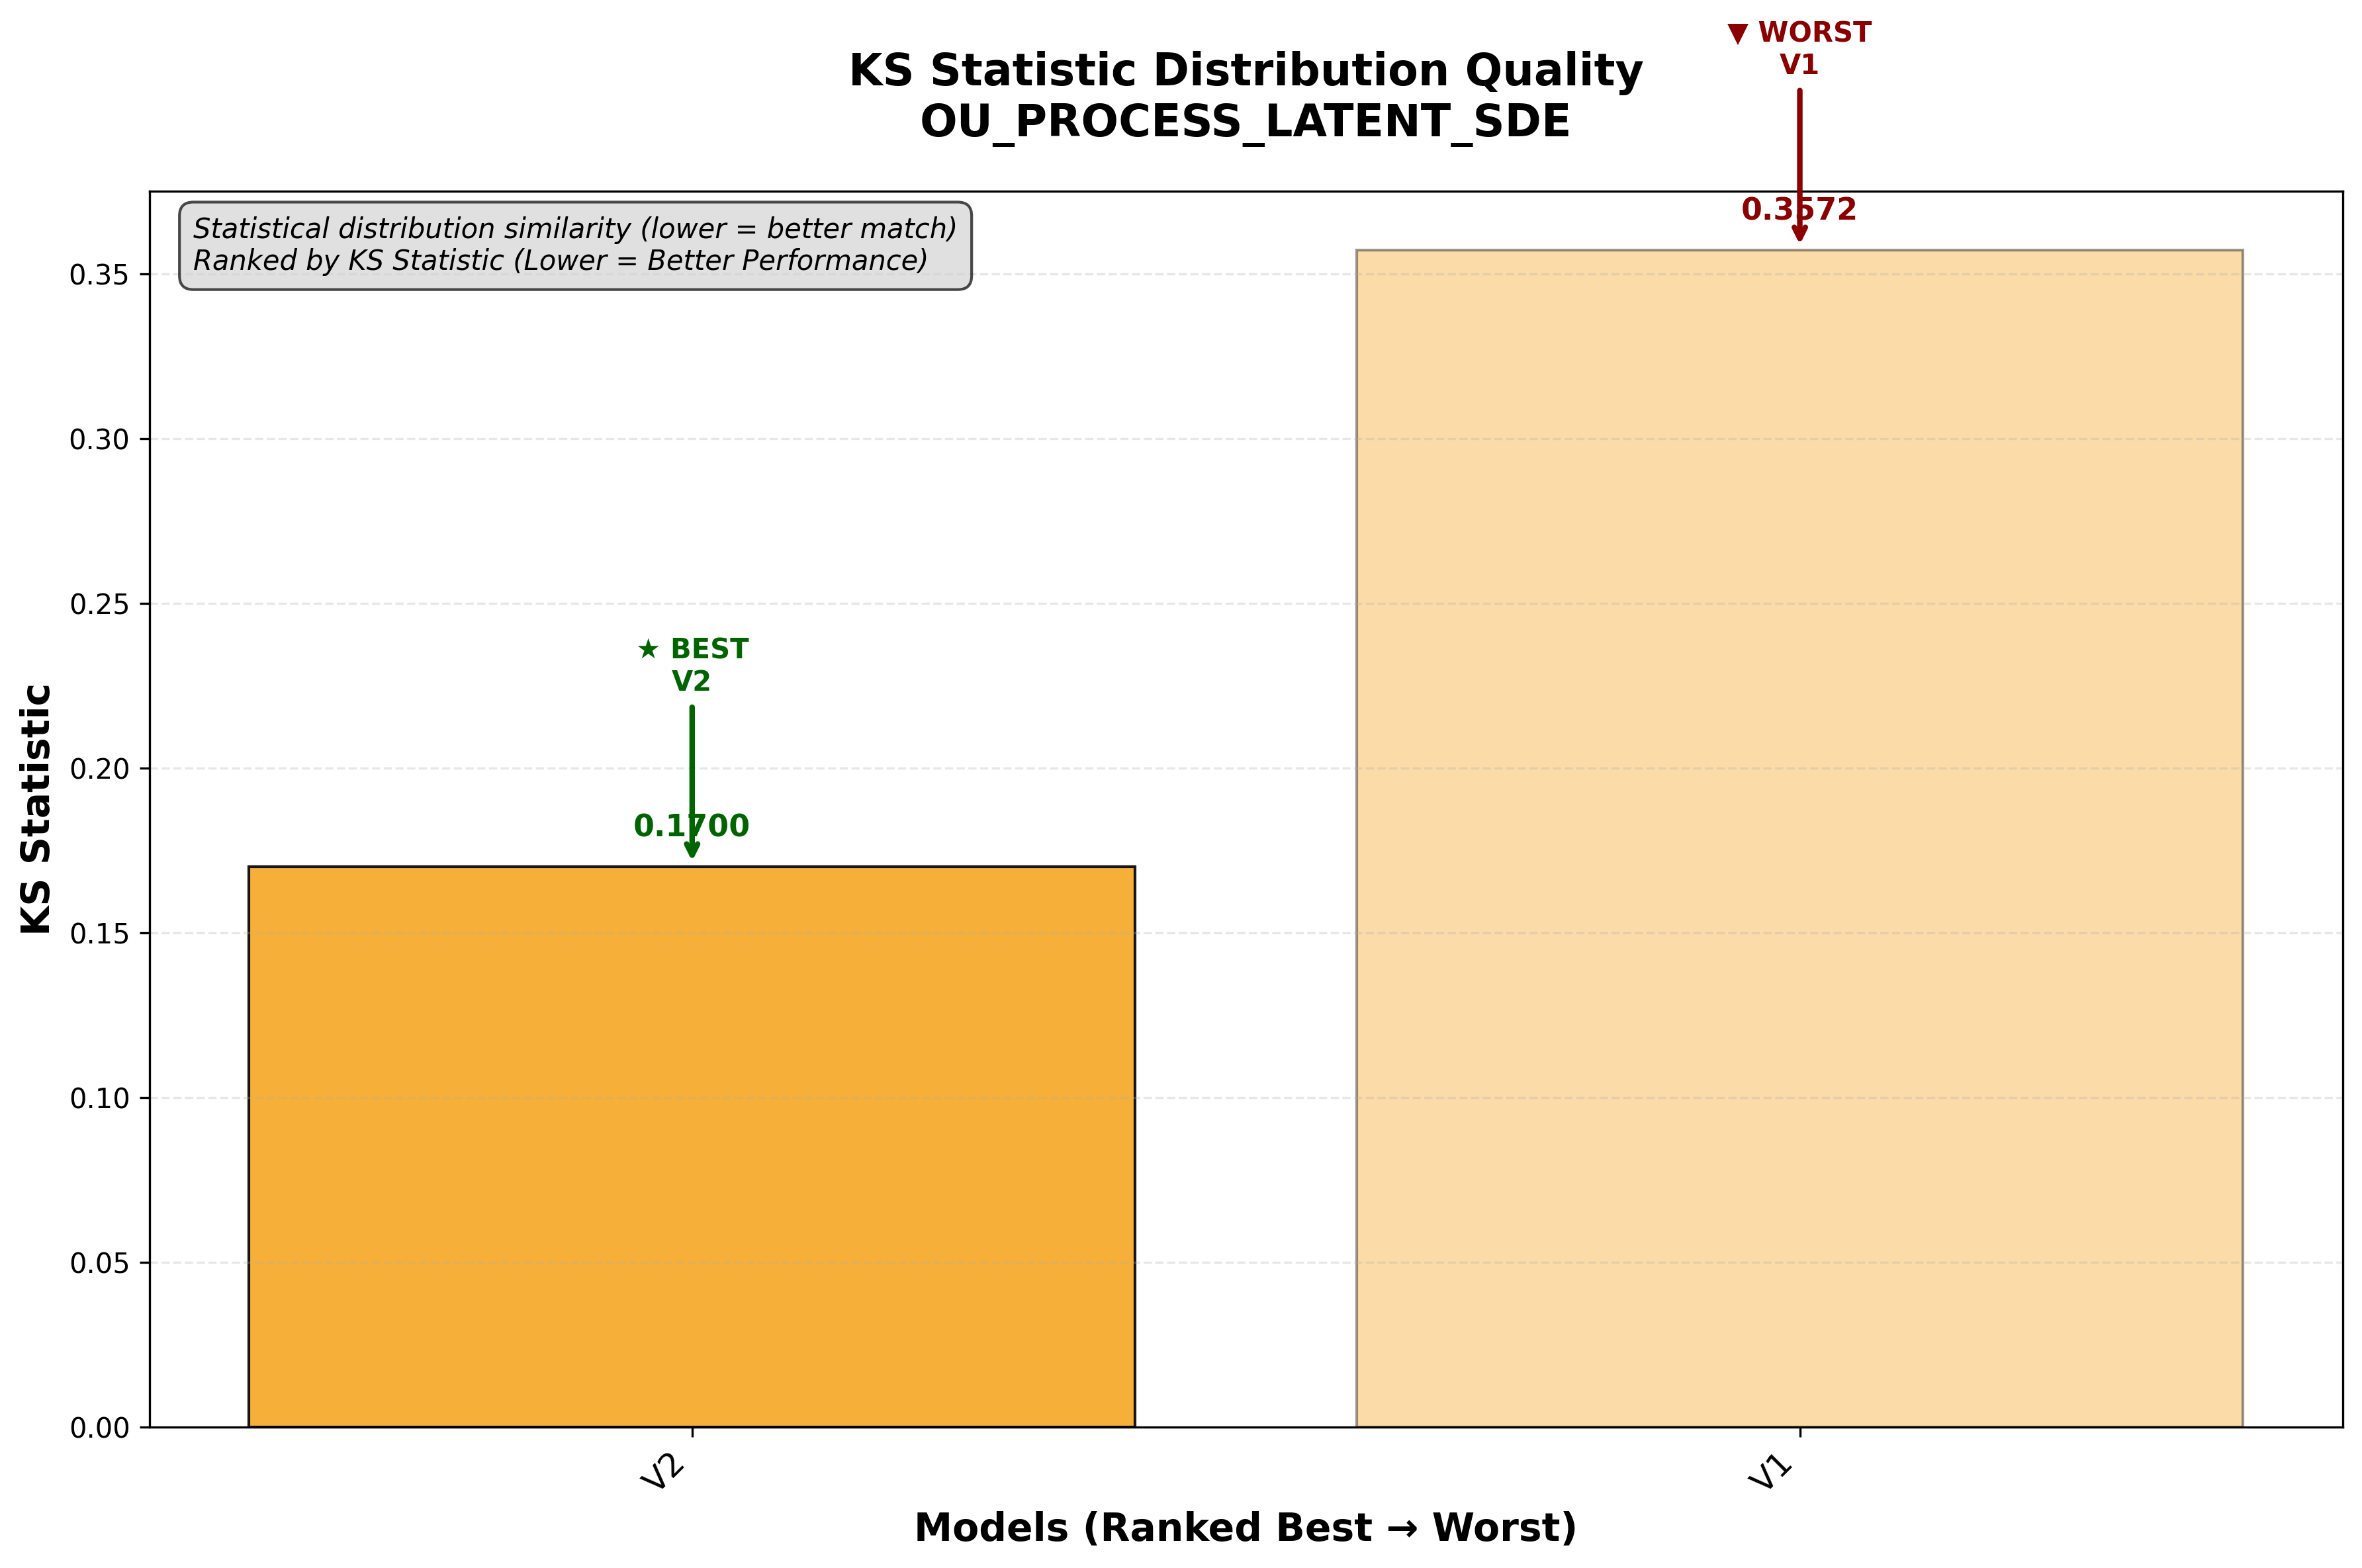 ▼ WORST
V1
KS Statistic Distribution Quality
OU_PROCESS_LATENT_SDE
Statistical distribution similarity (lower = better match)
Ranked by KS Statistic (Lower = Better Performance)
0.3572
0.35
0.30
0.25
★ BEST
V2
0.20
0.1700
0.15
0.10
0.05
0.00
KS Statistic
V2
V1
Models (Ranked Best → Worst)